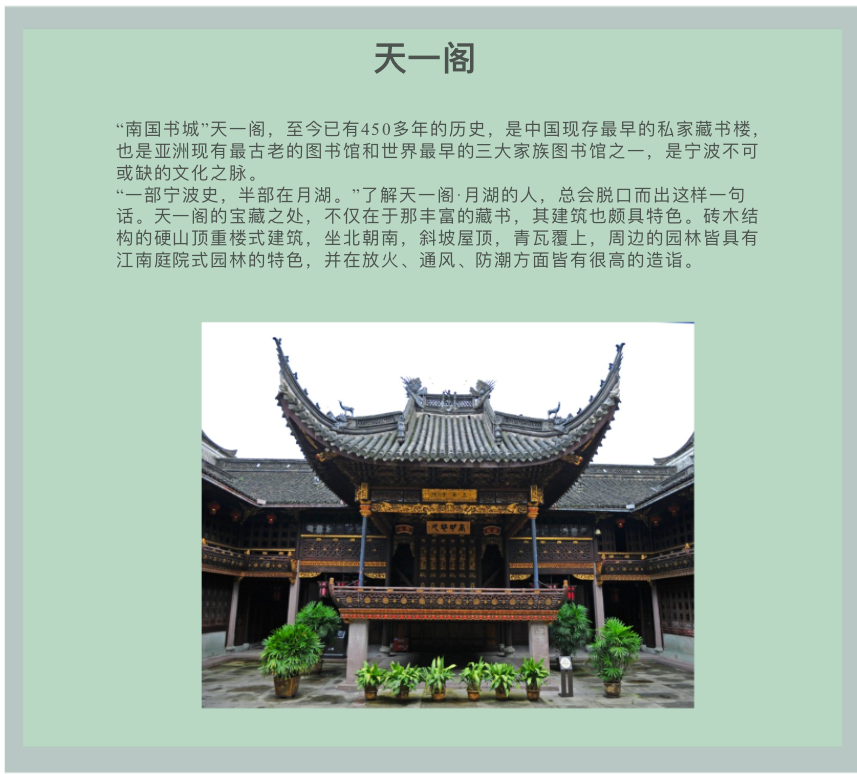 天一阁
“南国书城”天一阁，至今已有450多年的历史，是中国现存最早的私家藏书楼，
也是亚洲现有最古老的图书馆和世界最早的三大家族图书馆之一，是宁波不可
或缺的文化之脉。
“一部宁波史，半部在月湖。”了解天一阁·月湖的人，总会脱口而出这样一句
话。天一阁的宝藏之处，不仅在于那丰富的藏书，其建筑也颇具特色。砖木结
构的硬山顶重楼式建筑，坐北朝南，斜坡屋顶，青瓦覆上，周边的园林皆具有
江南庭院式园林的特色，并在放火、通风、防潮方面皆有很高的造诣。